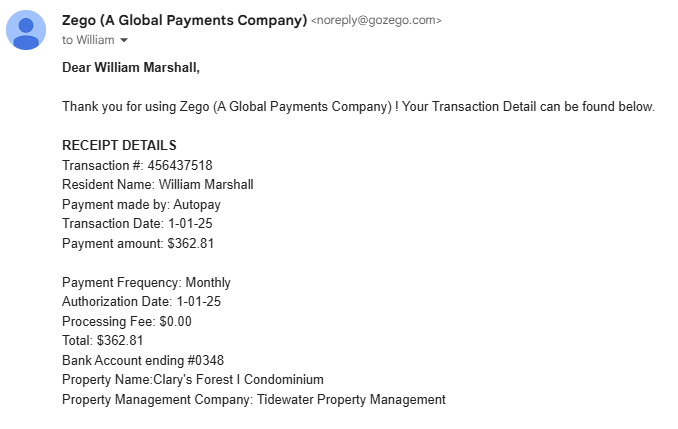 Zego (A Global Payments Company) <noreply@gozego.com>
to William
Dear William Marshall,
Thank you for using Zego (A Global Payments Company) ! Your Transaction Detail can be found below.
RECEIPT DETAILS
Transaction #: 456437518
Resident Name: William Marshall
Payment made by: Autopay
Transaction Date: 1-01-25
Payment amount: $362.81
Payment Frequency: Monthly
Authorization Date: 1-01-25
Processing Fee: $0.00
Total: $362.81
Bank Account ending #0348
Property Name:Clary's Forest I Condominium
Property Management Company: Tidewater Property Management